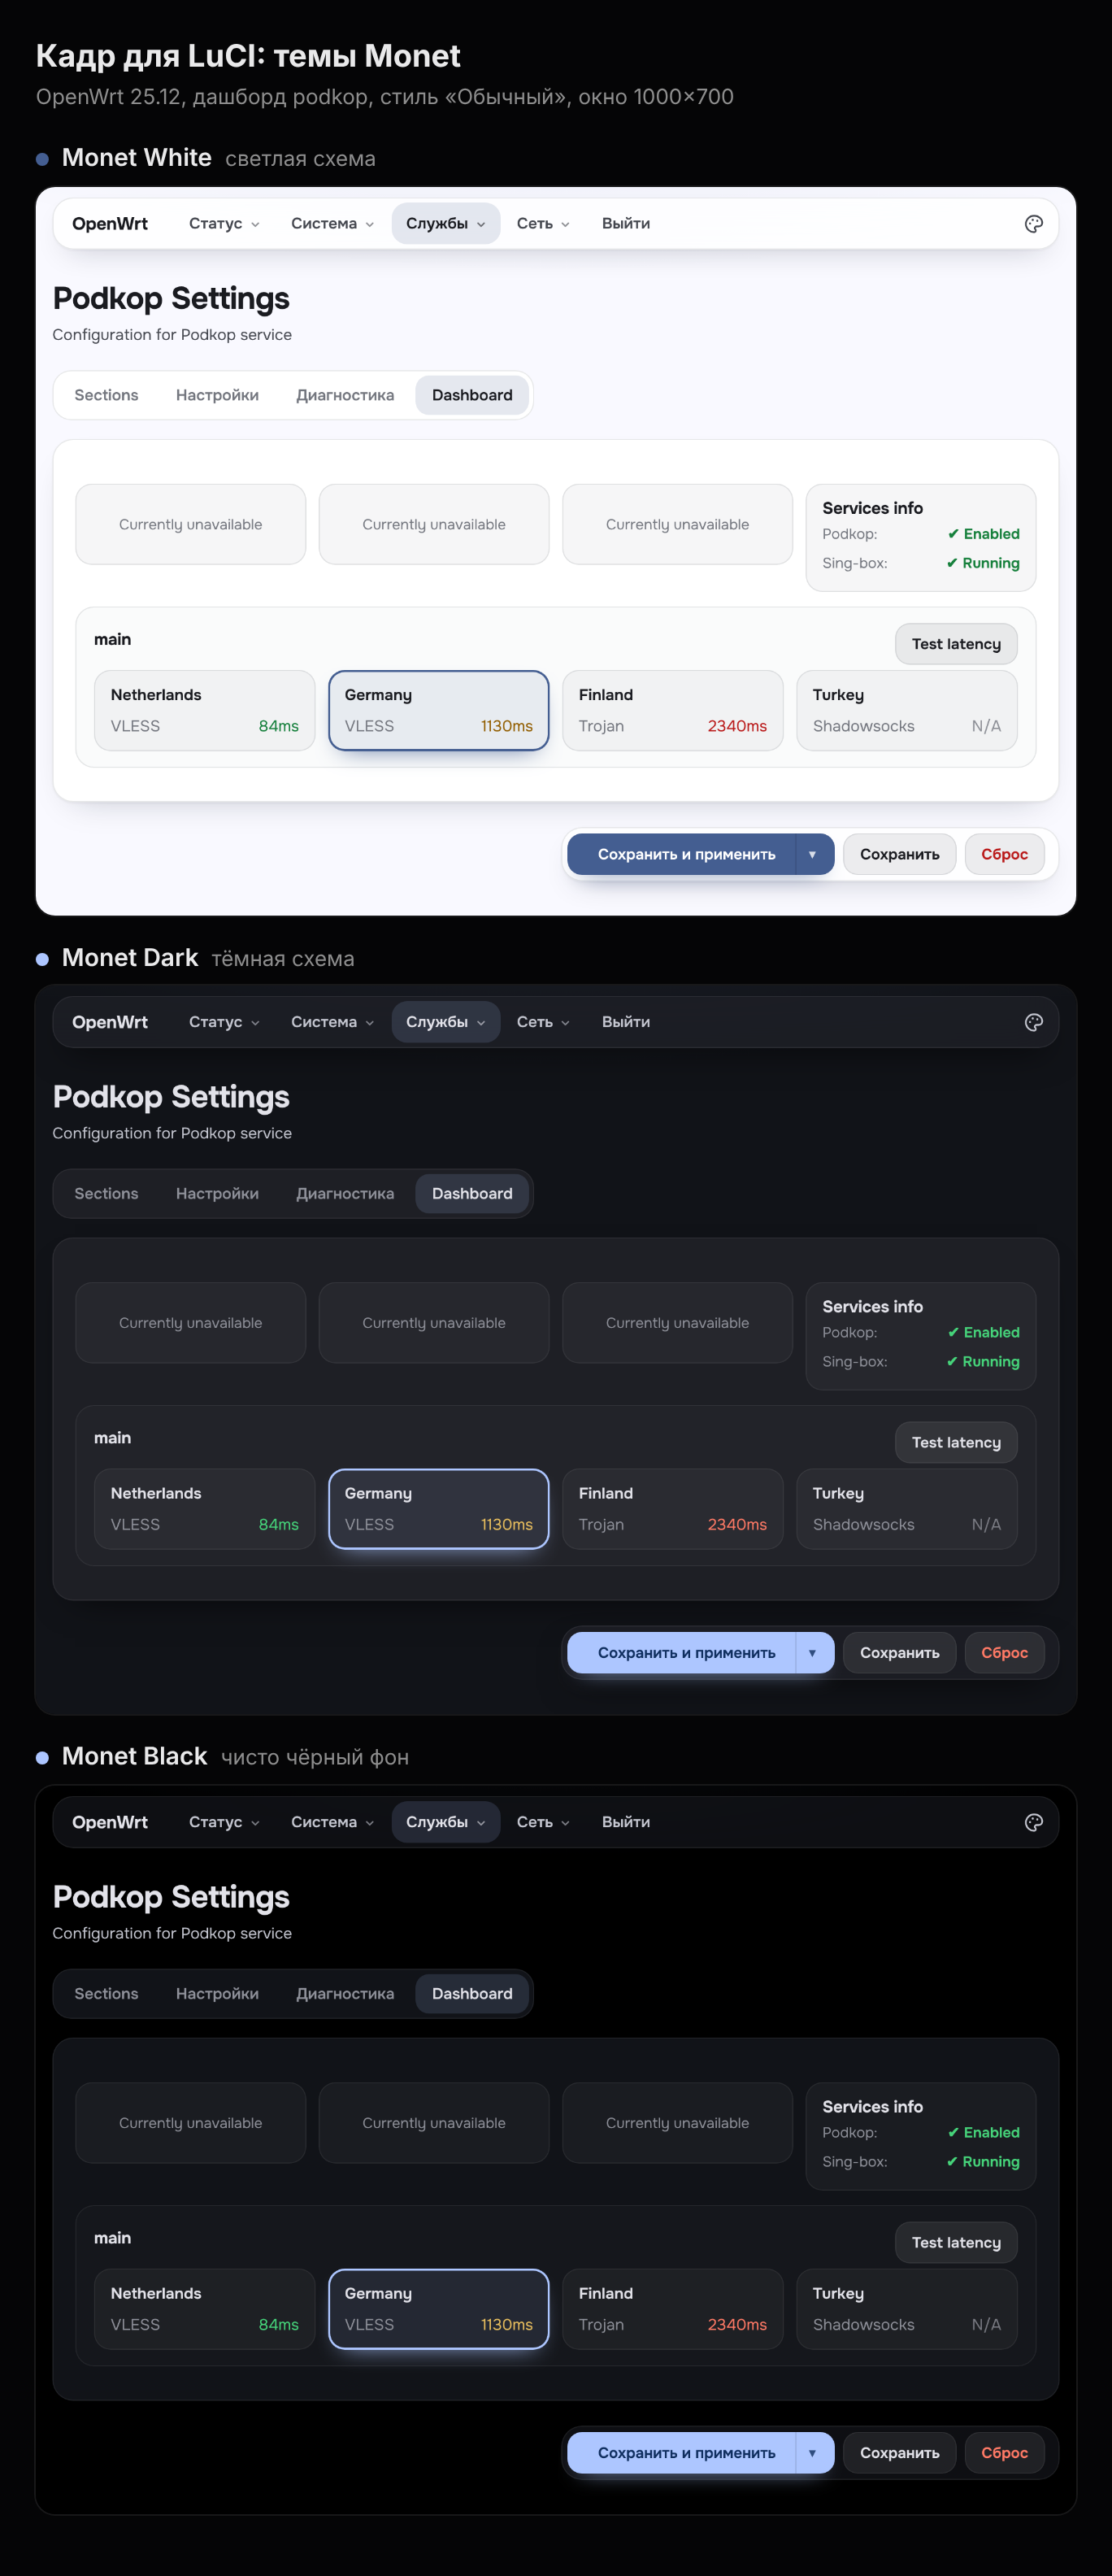 Кадр для LuCI: темы Monet
OpenWrt 25.12, дашборд podkop, стиль «Обычный», окно 1000×700
Monet White светлая схема
OpenWrt Статус Система Службы Сеть Выйти
Podkop Settings
Configuration for Podkop service
Sections Настройки Диагностика Dashboard
Currently unavailable Currently unavailable Currently unavailable
Services info
Podkop: ✔ Enabled
Sing-box: ✔ Running
main Test latency
Netherlands Germany Finland Turkey
VLESS 84ms VLESS 1130ms Trojan 2340ms Shadowsocks N/A
Сохранить и применить ▼ Сохранить Сброс
Monet Dark тёмная схема
OpenWrt Статус Система Службы Сеть Выйти
Podkop Settings
Configuration for Podkop service
Sections Настройки Диагностика Dashboard
Currently unavailable Currently unavailable Currently unavailable
Services info
Podkop: ✔ Enabled
Sing-box: ✔ Running
main Test latency
Netherlands Germany Finland Turkey
VLESS 84ms VLESS 1130ms Trojan 2340ms Shadowsocks N/A
Сохранить и применить ▼ Сохранить Сброс
Monet Black чисто чёрный фон
OpenWrt Статус Система Службы Сеть Выйти
Podkop Settings
Configuration for Podkop service
Sections Настройки Диагностика Dashboard
Currently unavailable Currently unavailable Currently unavailable
Services info
Podkop: ✔ Enabled
Sing-box: ✔ Running
main Test latency
Netherlands Germany Finland Turkey
VLESS 84ms VLESS 1130ms Trojan 2340ms Shadowsocks N/A
Сохранить и применить ▼ Сохранить Сброс